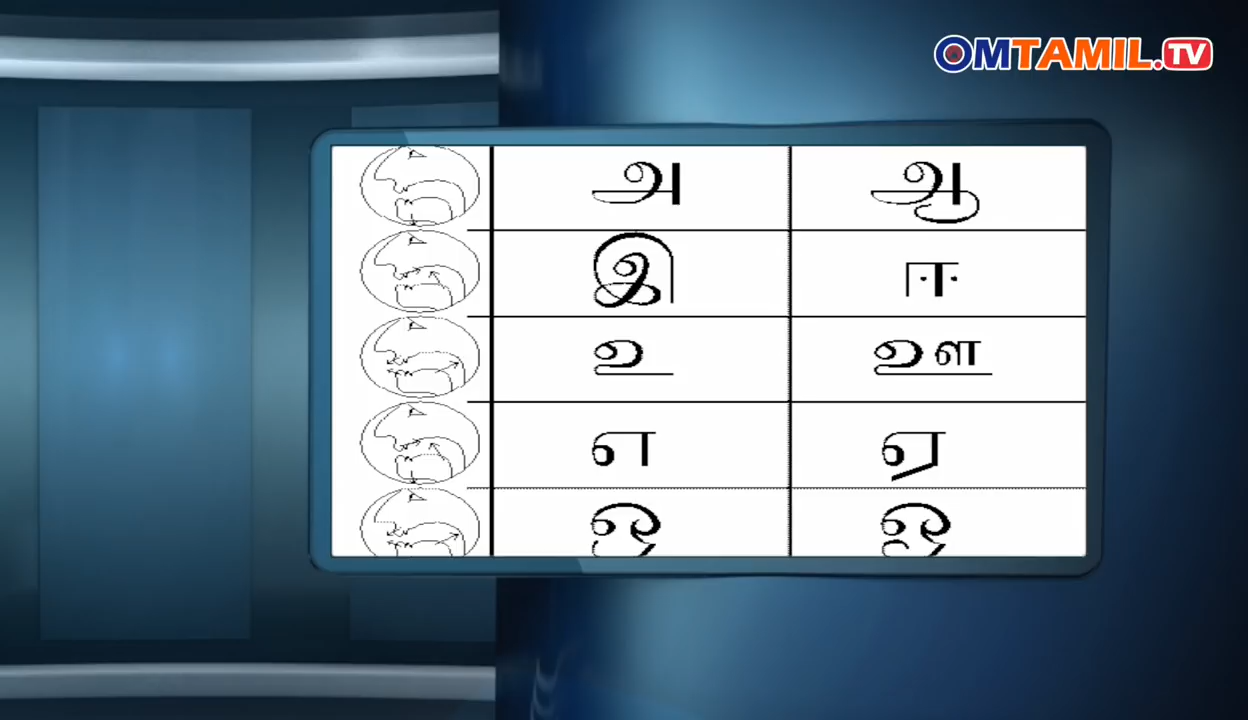 OMTAMIL.TV
அ ஆ
இ ஈ
உ ஊ
எ ஏ
ஒ ஓ